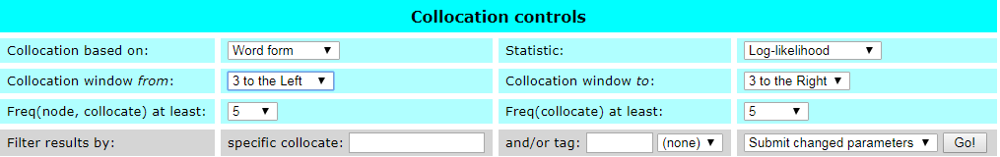 Collocation controls
Collocation based on: Word form Statistic: Log-likelihood
Collocation window from: 3 to the Left Collocation window to: 3 to the Right
Freq(node, collocate) at least: 5 Freq(collocate) at least: 5
Filter results by: specific collocate: and/or tag: (none) Submit changed parameters Go!